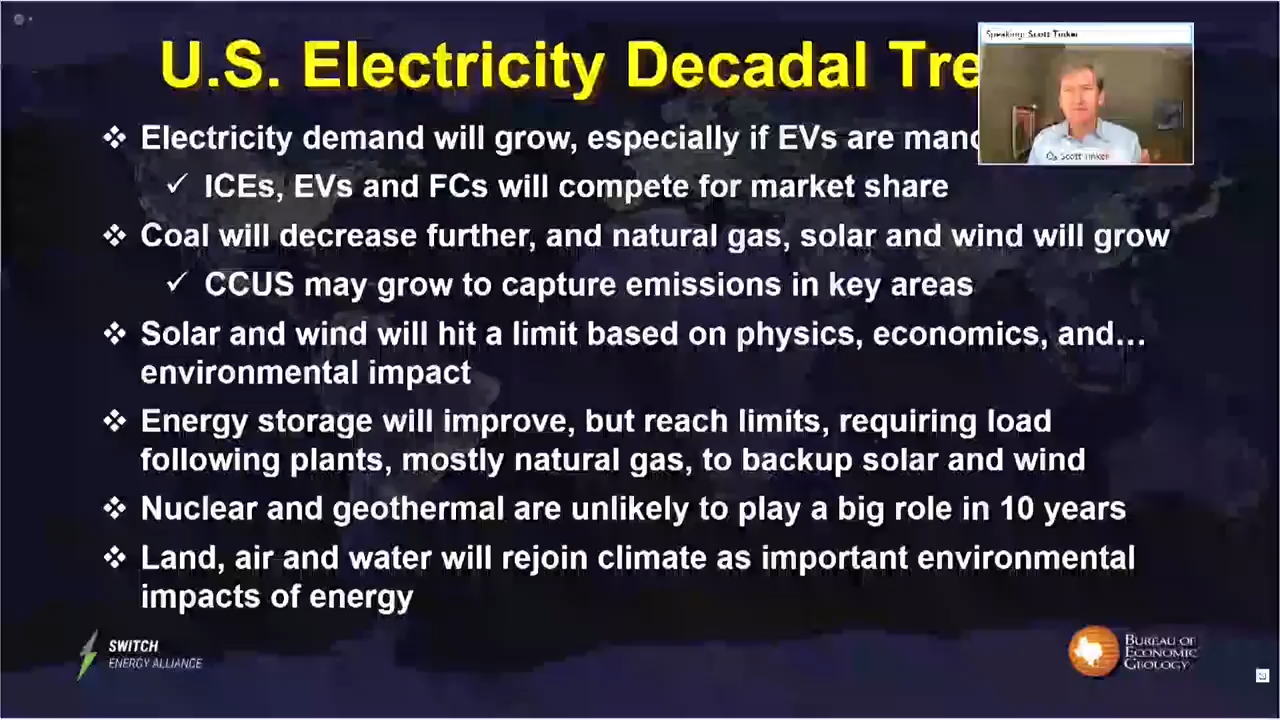 U.S. Electricity Decadal Tre
Speaking: Scott Tinker
Scott Tinker
❖ Electricity demand will grow, especially if EVs are manc
✓ ICEs, EVs and FCs will compete for market share
❖ Coal will decrease further, and natural gas, solar and wind will grow
✓ CCUS may grow to capture emissions in key areas
❖ Solar and wind will hit a limit based on physics, economics, and…
environmental impact
❖ Energy storage will improve, but reach limits, requiring load
following plants, mostly natural gas, to backup solar and wind
❖ Nuclear and geothermal are unlikely to play a big role in 10 years
❖ Land, air and water will rejoin climate as important environmental
impacts of energy
SWITCH
ENERGY ALLIANCE
BUREAU OF
ECONOMIC
GEOLOGY